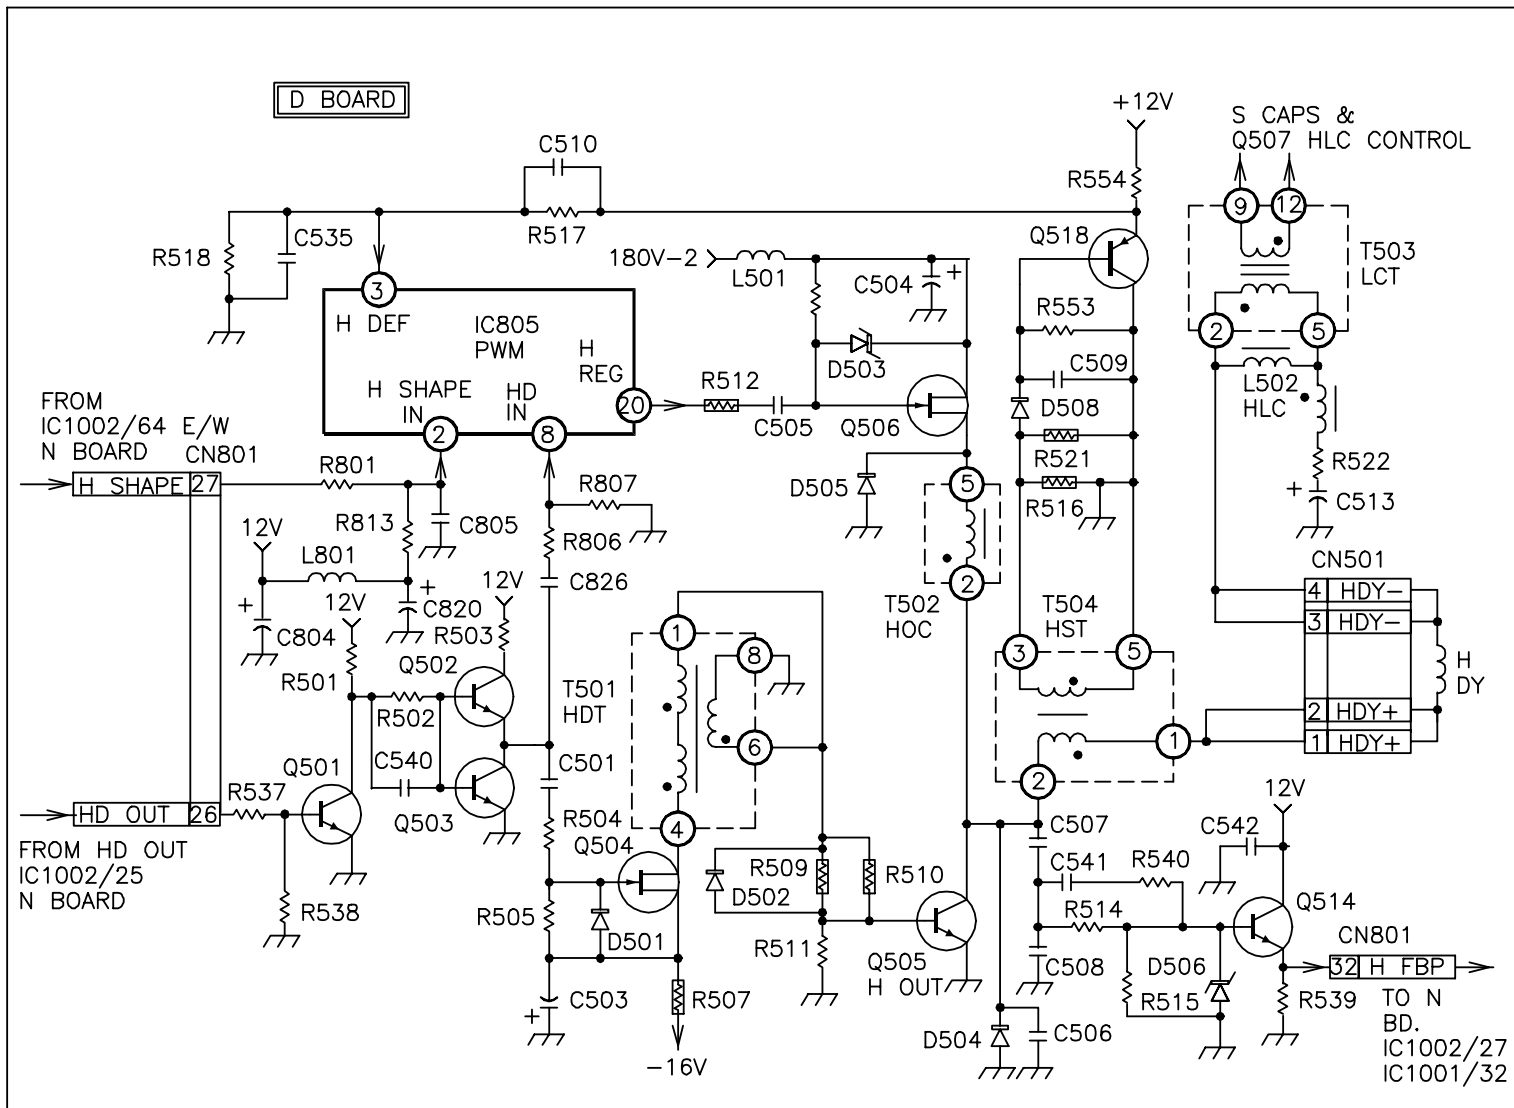 D BOARD
+12V
S CAPS &
Q507 HLC CONTROL
C510
R554
9
12
R517
C535
R518
Q518
T503
LCT
180V-2
L501
C504
3
H DEF
IC805
PWM
H
REG
H SHAPE
IN
HD
IN
20
2
8
R553
2
5
D503
C509
L502
HLC
R512
C505
Q506
D508
FROM
IC1002/64 E/W
N BOARD
CN801
R801
H SHAPE
27
R807
D505
5
R521
R516
R522
+
C513
R813
C805
R806
12V
L801
C826
2
CN501
+
C804
12V
+
C820
12V
R503
T502
HOC
T504
HST
4 HDY-
3 HDY-
1
8
3
5
H
DY
R501
Q502
R502
T501
HDT
2 HDY+
1 HDY+
6
1
C540
C501
2
Q501
R537
Q503
HD OUT
26
R504
4
C507
12V
C542
FROM HD OUT
IC1002/25
N BOARD
Q504
R509
R510
C541
R540
D502
R538
R505
D501
R514
Q514
R511
Q505
H OUT
C508
D506
CN801
32 H FBP
+
C503
R507
R515
R539
TO N
BD.
IC1002/27
IC1001/32
D504
C506
-16V
+